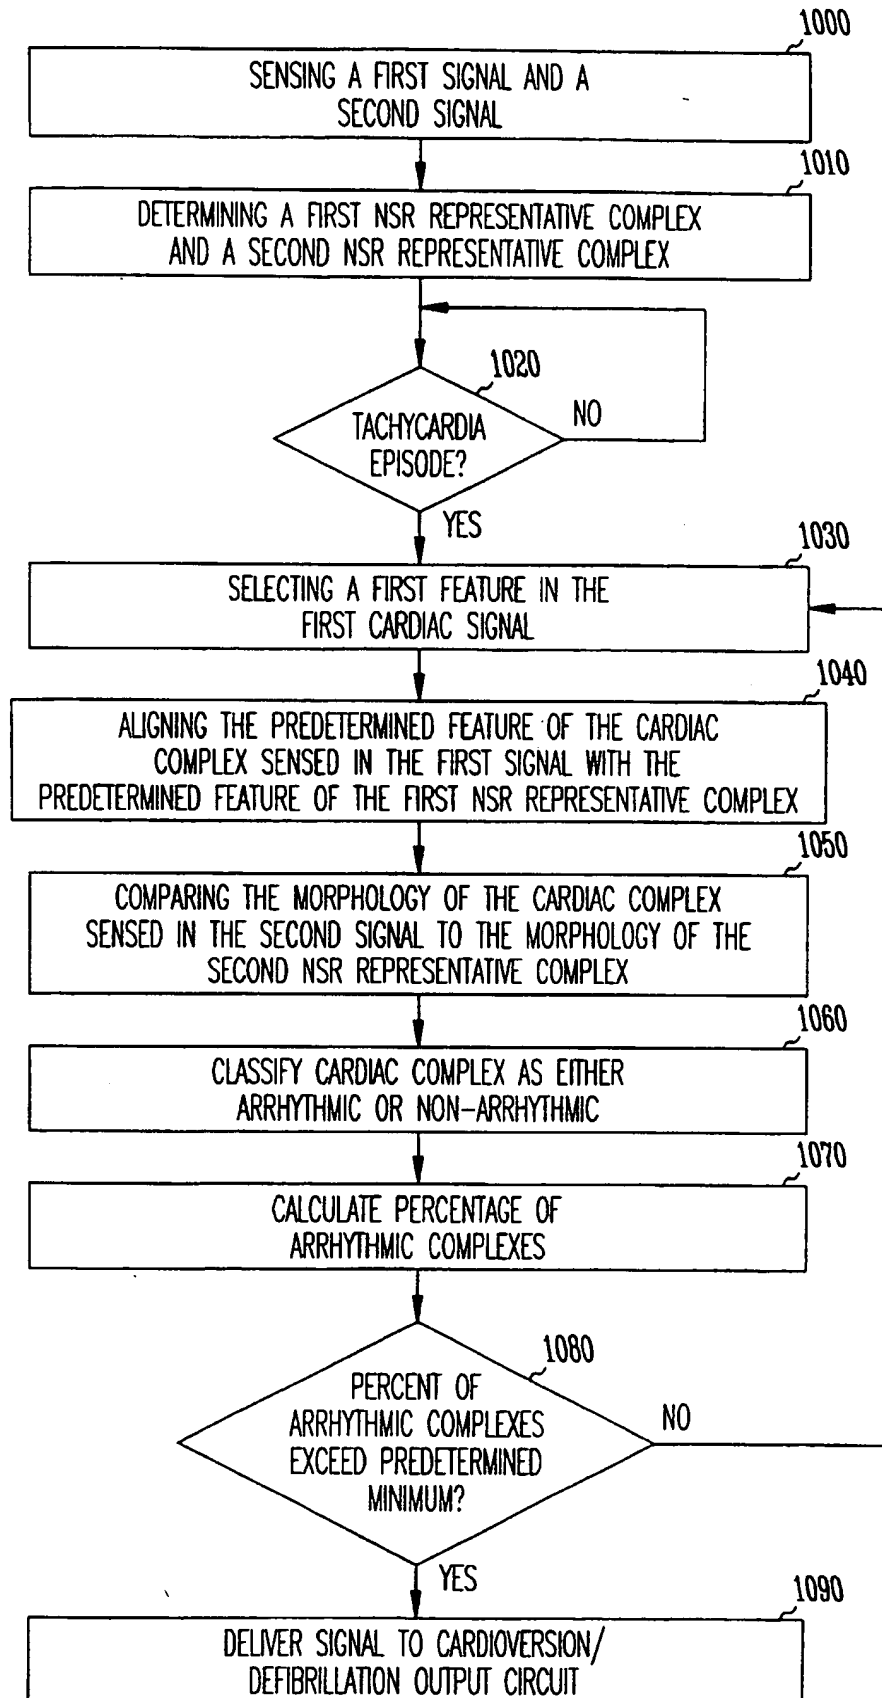 1000
SENSING A FIRST SIGNAL AND A
SECOND SIGNAL
1010
DETERMINING A FIRST NSR REPRESENTATIVE COMPLEX
AND A SECOND NSR REPRESENTATIVE COMPLEX
1020
TACHYCARDIA
EPISODE?
NO
YES
1030
SELECTING A FIRST FEATURE IN THE
FIRST CARDIAC SIGNAL
1040
ALIGNING THE PREDETERMINED FEATURE OF THE CARDIAC
COMPLEX SENSED IN THE FIRST SIGNAL WITH THE
PREDETERMINED FEATURE OF THE FIRST NSR REPRESENTATIVE COMPLEX
1050
COMPARING THE MORPHOLOGY OF THE CARDIAC COMPLEX
SENSED IN THE SECOND SIGNAL TO THE MORPHOLOGY OF THE
SECOND NSR REPRESENTATIVE COMPLEX
1060
CLASSIFY CARDIAC COMPLEX AS EITHER
ARRHYTHMIC OR NON-ARRHYTHMIC
1070
CALCULATE PERCENTAGE OF
ARRHYTHMIC COMPLEXES
1080
PERCENT OF
ARRHYTHMIC COMPLEXES
EXCEED PREDETERMINED
MINIMUM?
NO
YES
1090
DELIVER SIGNAL TO CARDIOVERSION/
DEFIBRILLATION OUTPUT CIRCUIT